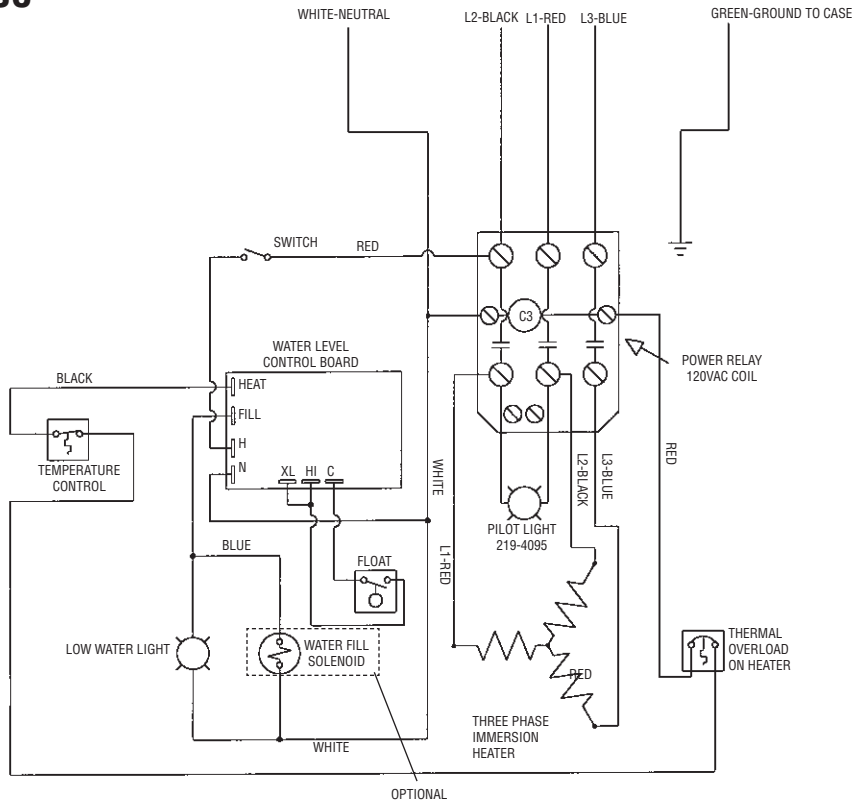 WHITE-NEUTRAL
L2-BLACK
L1-RED
L3-BLUE
GREEN-GROUND TO CASE
SWITCH
RED
C3
WATER LEVEL
CONTROL BOARD
POWER RELAY
120VAC COIL
BLACK
HEAT
FILL
H
N
XL
HI
C
TEMPERATURE
CONTROL
WHITE
L2-BLACK
L3-BLUE
RED
PILOT LIGHT
219-4095
BLUE
FLOAT
L1-RED
LOW WATER LIGHT
WATER FILL
SOLENOID
RED
THERMAL
OVERLOAD
ON HEATER
THREE PHASE
IMMERSION
HEATER
WHITE
OPTIONAL